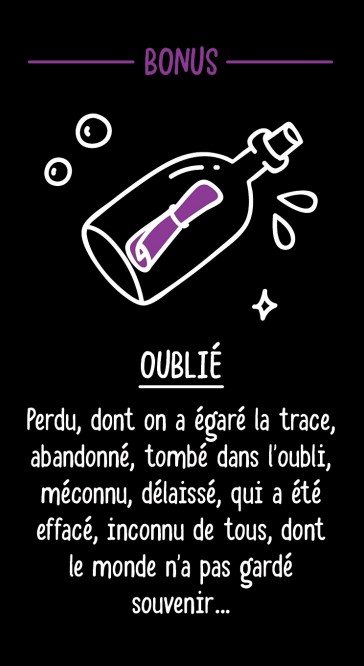 BONUS
OUBLIÉ
Perdu, dont on a égaré la trace,
abandonné, tombé dans l'oubli,
méconnu, délaissé, qui a été
effacé, inconnu de tous, dont
le monde n'a pas gardé
souvenir...